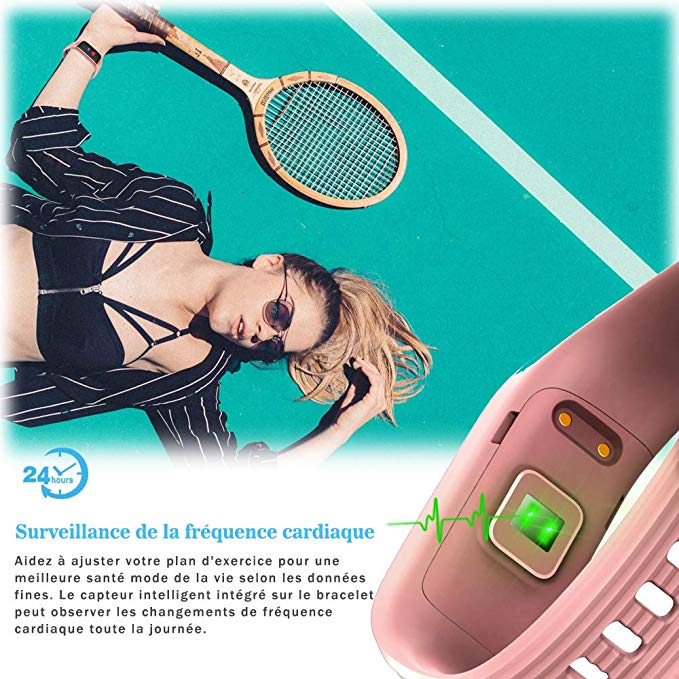 24 hours
Surveillance de la fréquence cardiaque
Aidez à ajuster votre plan d'exercice pour une
meilleure santé mode de la vie selon les données
fines. Le capteur intelligent intégré sur le bracelet
peut observer les changements de fréquence
cardiaque toute la journée.